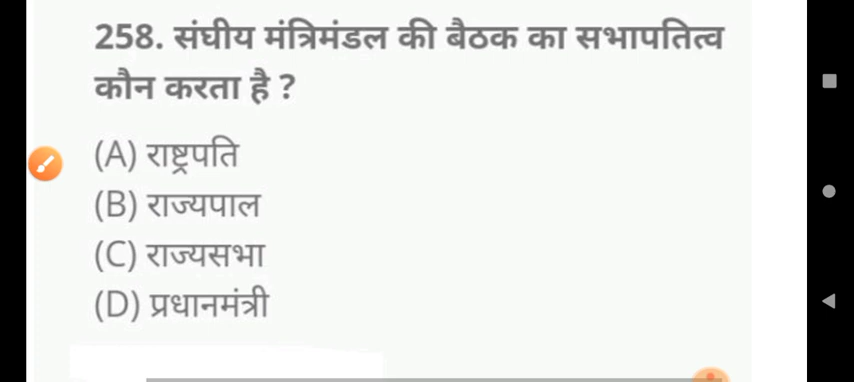 258. संघीय मंत्रिमंडल की बैठक का सभापतित्व
कौन करता है ?
(A) राष्ट्रपति
(B) राज्यपाल
(C) राज्यसभा
(D) प्रधानमंत्री